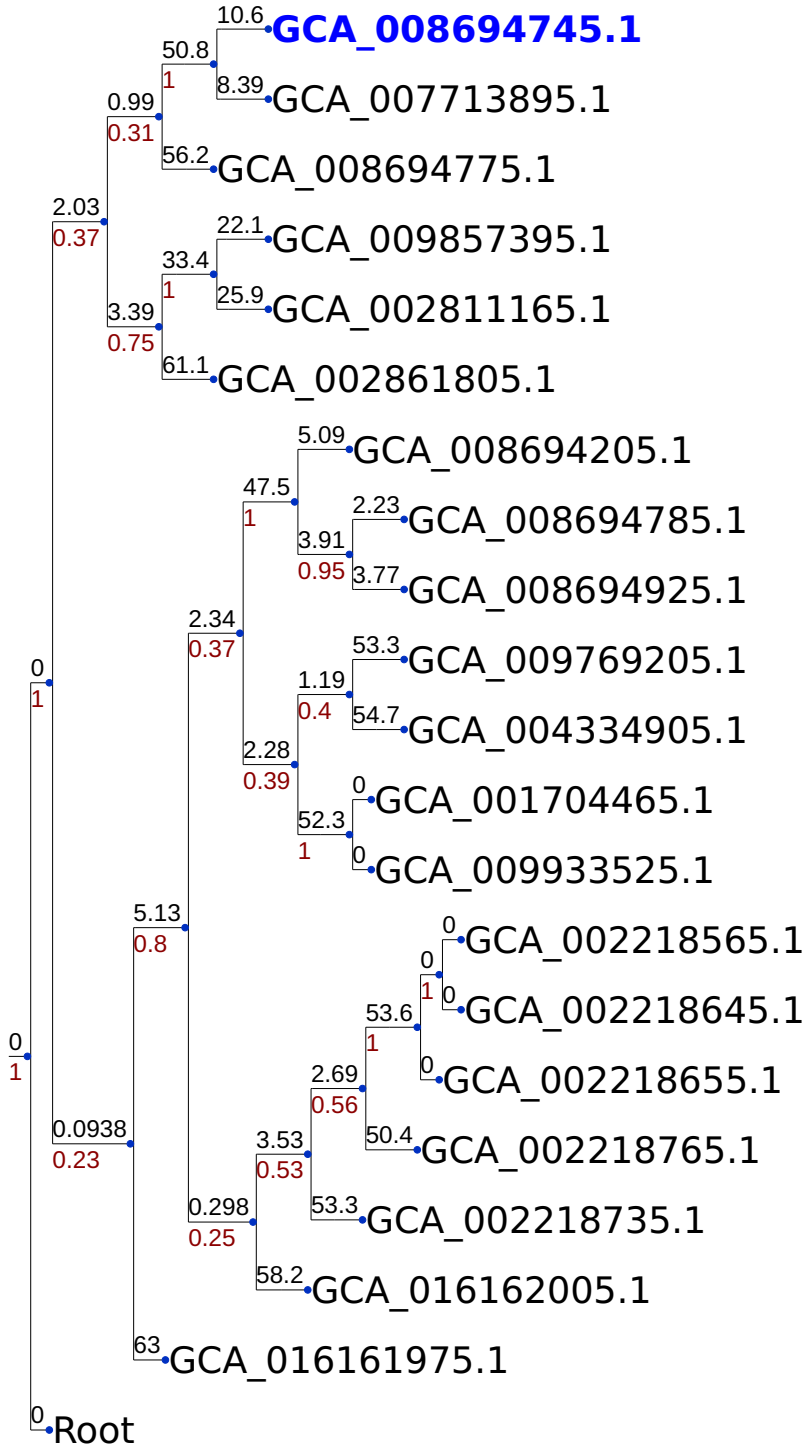 10.6
GCA_008694745.1
50.8
1
8.39
GCA_007713895.1
0.99
0.31
56.2
GCA_008694775.1
2.03
0.37
22.1
GCA_009857395.1
33.4
1
25.9
GCA_002811165.1
3.39
0.75
61.1
GCA_002861805.1
5.09
GCA_008694205.1
47.5
1
2.23
GCA_008694785.1
3.91
0.95
3.77
GCA_008694925.1
2.34
0.37
53.3
GCA_009769205.1
0
1
1.19
0.4
54.7
GCA_004334905.1
2.28
0.39
0
GCA_001704465.1
52.3
1
0
GCA_009933525.1
5.13
0.8
0
GCA_002218565.1
0
1
0
GCA_002218645.1
53.6
1
0
GCA_002218655.1
0
1
2.69
0.56
50.4
GCA_002218765.1
0.0938
0.23
3.53
0.53
53.3
GCA_002218735.1
0.298
0.25
58.2
GCA_016162005.1
63
GCA_016161975.1
0
Root